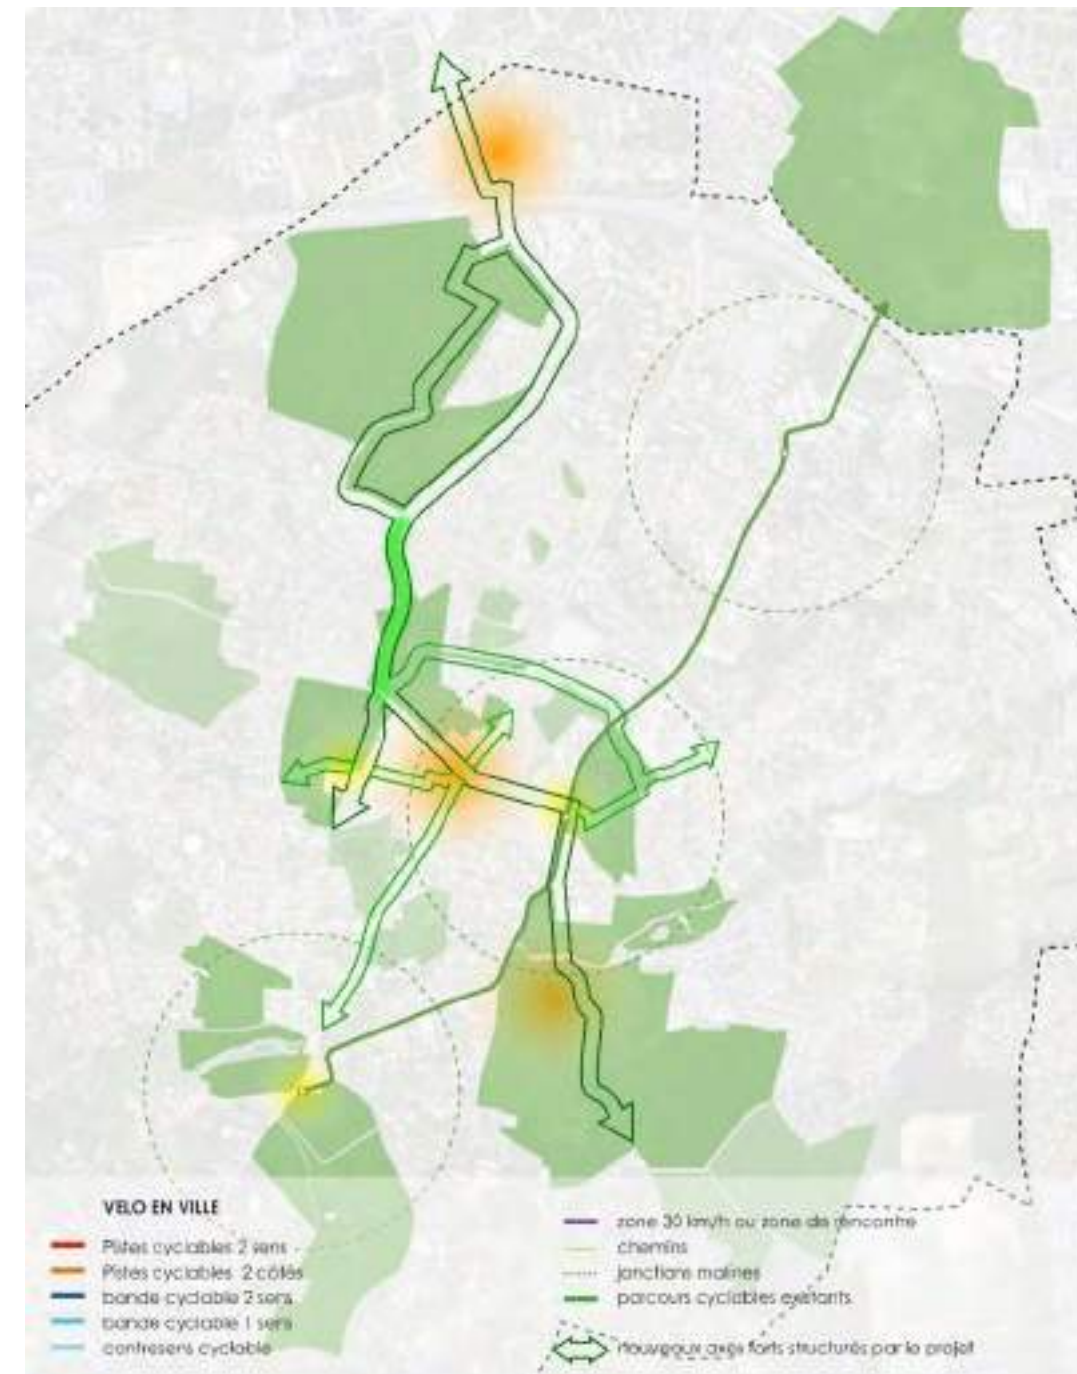 VELO EN VILLE
Pistes cyclables 2 sens
Pistes cyclables 2 côtés
bande cyclable 2 sens
bande cyclable 1 sens
contresens cyclable
zone 30 km/h ou zone de rencontre
chemins
jonctions malines
parcours cyclables existants
nouveaux axes forts structurés par le projet